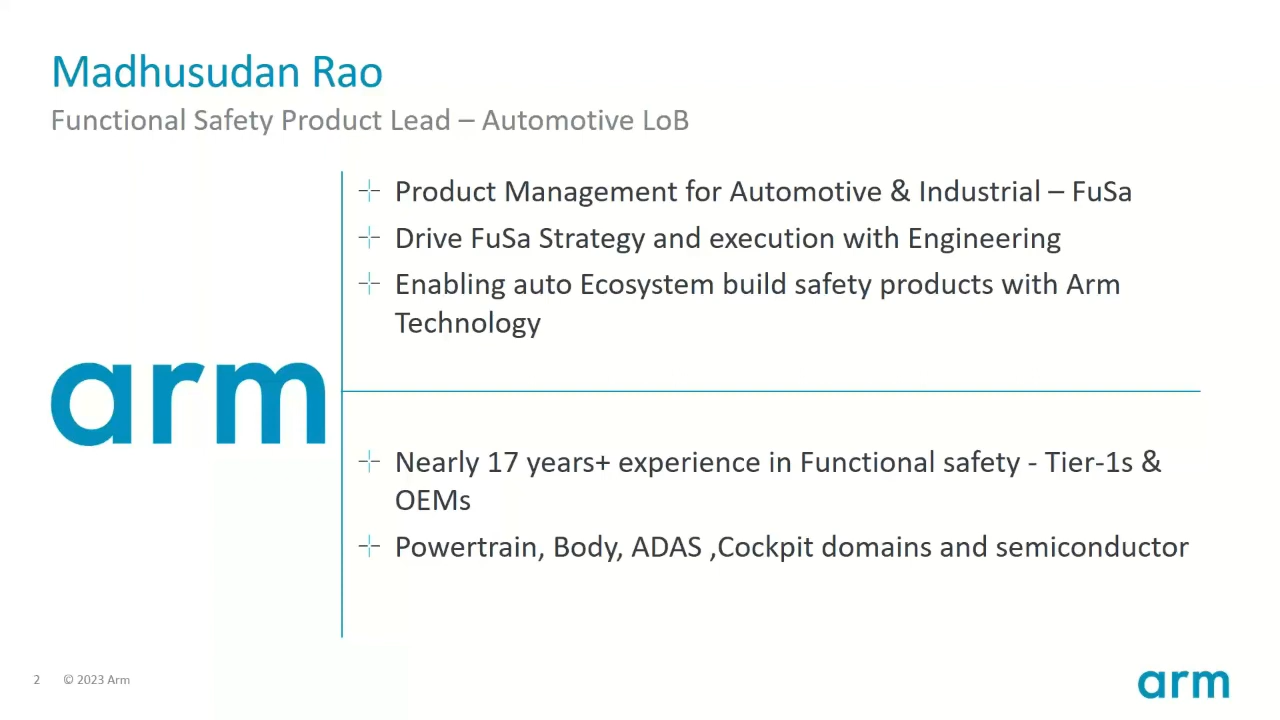 Madhusudan Rao
Functional Safety Product Lead – Automotive LoB
Product Management for Automotive & Industrial – FuSa
Drive FuSa Strategy and execution with Engineering
Enabling auto Ecosystem build safety products with Arm
Technology
arm
Nearly 17 years+ experience in Functional safety - Tier-1s &
OEMs
Powertrain, Body, ADAS ,Cockpit domains and semiconductor
2 © 2023 Arm
arm